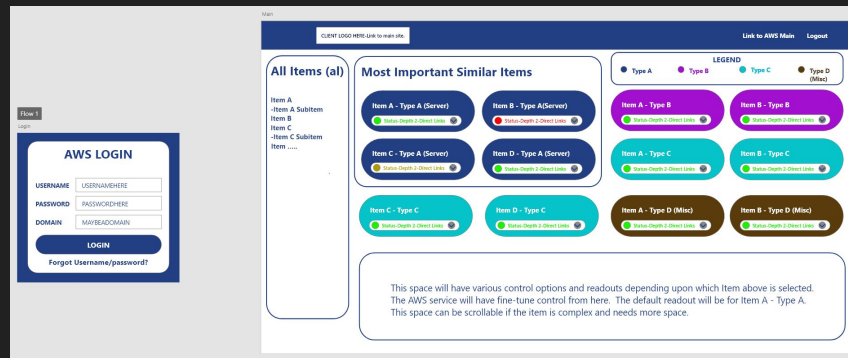 Flow 1
Login
AWS LOGIN
USERNAME
USERNAMEHERE
PASSWORD
PASSWORDHERE
DOMAIN
MAYBEADOMAIN
LOGIN
Forgot Username/password?
Main
CLIENT LOGO HERE-Link to main site.
Link to AWS Main
Logout
All Items (al)
Item A
-Item A Subitem
Item B
Item C
-Item C Subitem
Item .....
Most Important Similar Items
LEGEND
Type A
Type B
Type C
Type D
(Misc)
Item A - Type A (Server)
Status-Depth 2-Direct Links
Item B - Type A(Server)
Status-Depth 2-Direct Links
Item A - Type B
Status-Depth 2-Direct Links
Item B - Type B
Status-Depth 2-Direct Links
Item C - Type A (Server)
Status-Depth 2-Direct Links
Item D - Type A (Server)
Status-Depth 2-Direct Links
Item A - Type C
Status-Depth 2-Direct Links
Item B - Type C
Status-Depth 2-Direct Links
Item C - Type C
Status-Depth 2-Direct Links
Item D - Type C
Status-Depth 2-Direct Links
Item A - Type D (Misc)
Status-Depth 2-Direct Links
Item B - Type D (Misc)
Status-Depth 2-Direct Links
This space will have various control options and readouts depending upon which Item above is selected.
The AWS service will have fine-tune control from here. The default readout will be for Item A - Type A.
This space can be scrollable if the item is complex and needs more space.